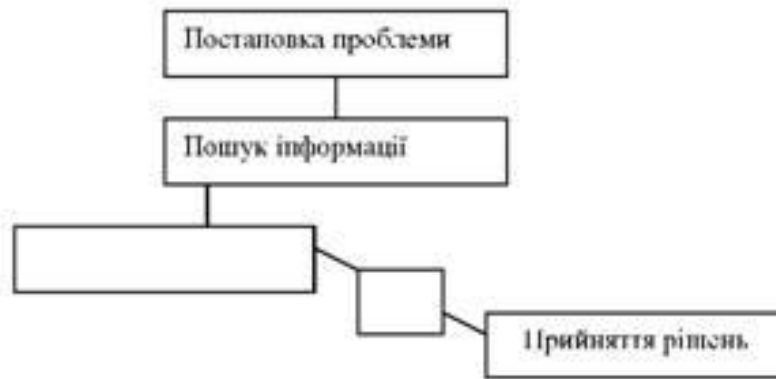 Постановка проблеми
Пошук інформації
Прийняття рішень